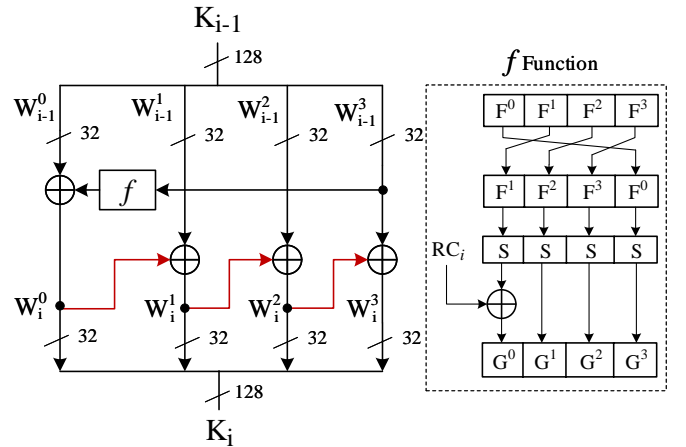 K_{i-1}
128
W^0_{i-1} W^1_{i-1} W^2_{i-1} W^3_{i-1}
32 32 32 32
f
W^0_i W^1_i W^2_i W^3_i
32 32 32 32
128
K_i
f Function
F^0 F^1 F^2 F^3
F^1 F^2 F^3 F^0
S S S S
RC_i
G^0 G^1 G^2 G^3